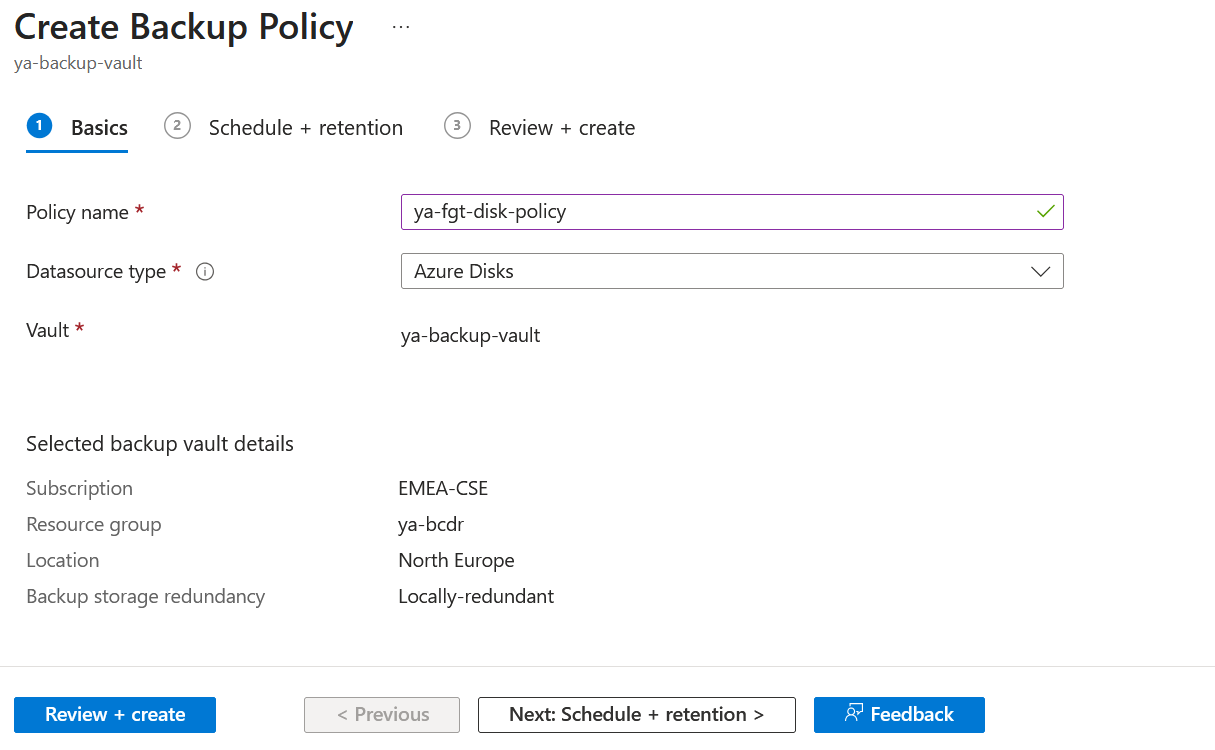 Create Backup Policy ...
ya-backup-vault
1 Basics 2 Schedule + retention 3 Review + create
Policy name * ya-fgt-disk-policy
Datasource type * i Azure Disks
Vault * ya-backup-vault
Selected backup vault details
Subscription EMEA-CSE
Resource group ya-bcdr
Location North Europe
Backup storage redundancy Locally-redundant
Review + create < Previous Next: Schedule + retention > Feedback